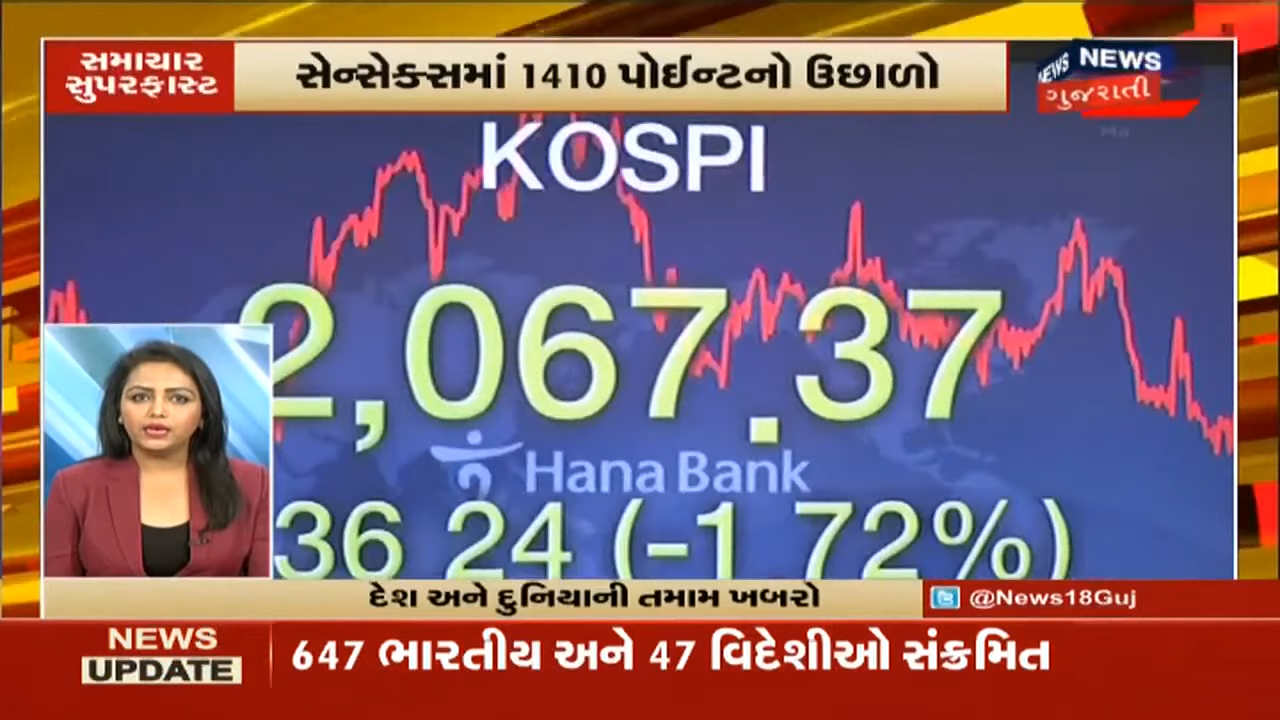 સમાચાર
સુપરફાસ્ટ
સેન્સેક્સમાં 1410 પોઈન્ટનો ઉછાળો
NEWS NEWS
ગુજરાતી
KOSPI
2,067.37
Hana Bank
36 24 (-1 72%)
દેશ અને દુનિયાની તમામ ખબરો
@News18Guj
NEWS
UPDATE
647 ભારતીય અને 47 વિદેશીઓ સંક્રમિત